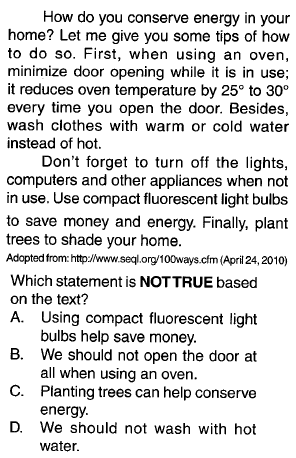 How do you conserve energy in your
home? Let me give you some tips of how
to do so. First, when using an oven,
minimize door opening while it is in use;
it reduces oven temperature by 25° to 30°
every time you open the door. Besides,
wash clothes with warm or cold water
instead of hot.
Don't forget to turn off the lights,
computers and other appliances when not
in use. Use compact fluorescent light bulbs
to save money and energy. Finally, plant
trees to shade your home.
Adopted from: http://www.seql.org/100ways.cfm (April 24, 2010)
Which statement is NOT TRUE based
on the text?
A. Using compact fluorescent light
bulbs help save money.
B. We should not open the door at
all when using an oven.
C. Planting trees can help conserve
energy.
D. We should not wash with hot
water.